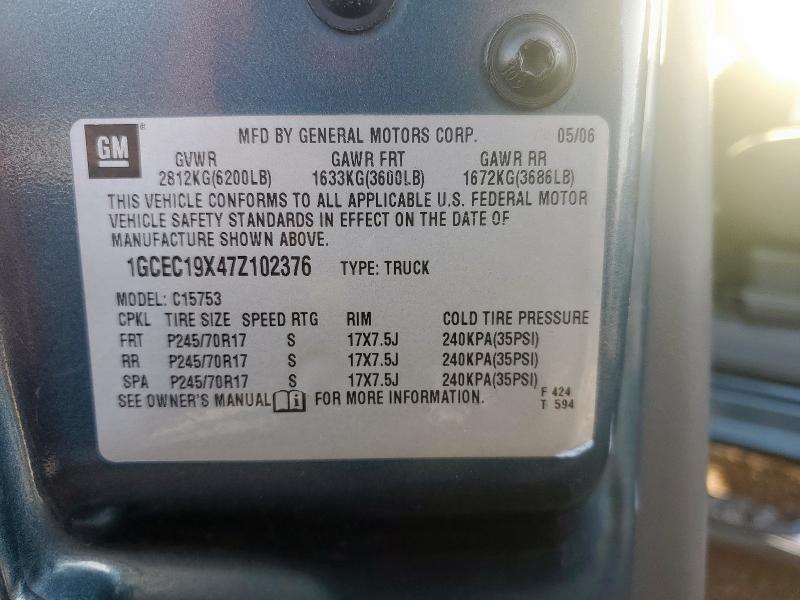 GM ® MFD BY GENERAL MOTORS CORP. 05/06
GVWR GAWR FRT GAWR RR
2812KG(6200LB) 1633KG(3600LB) 1672KG(3686LB)
THIS VEHICLE CONFORMS TO ALL APPLICABLE U.S. FEDERAL MOTOR
VEHICLE SAFETY STANDARDS IN EFFECT ON THE DATE OF
MANUFACTURE SHOWN ABOVE.
1GCEC19X47Z102376 TYPE: TRUCK
MODEL: C15753
CPKL TIRE SIZE SPEED RTG RIM COLD TIRE PRESSURE
FRT P245/70R17 S 17X7.5J 240KPA(35PSI)
RR P245/70R17 S 17X7.5J 240KPA(35PSI)
SPA P245/70R17 S 17X7.5J 240KPA(35PSI)
SEE OWNER'S MANUAL i FOR MORE INFORMATION. F 424
T 594